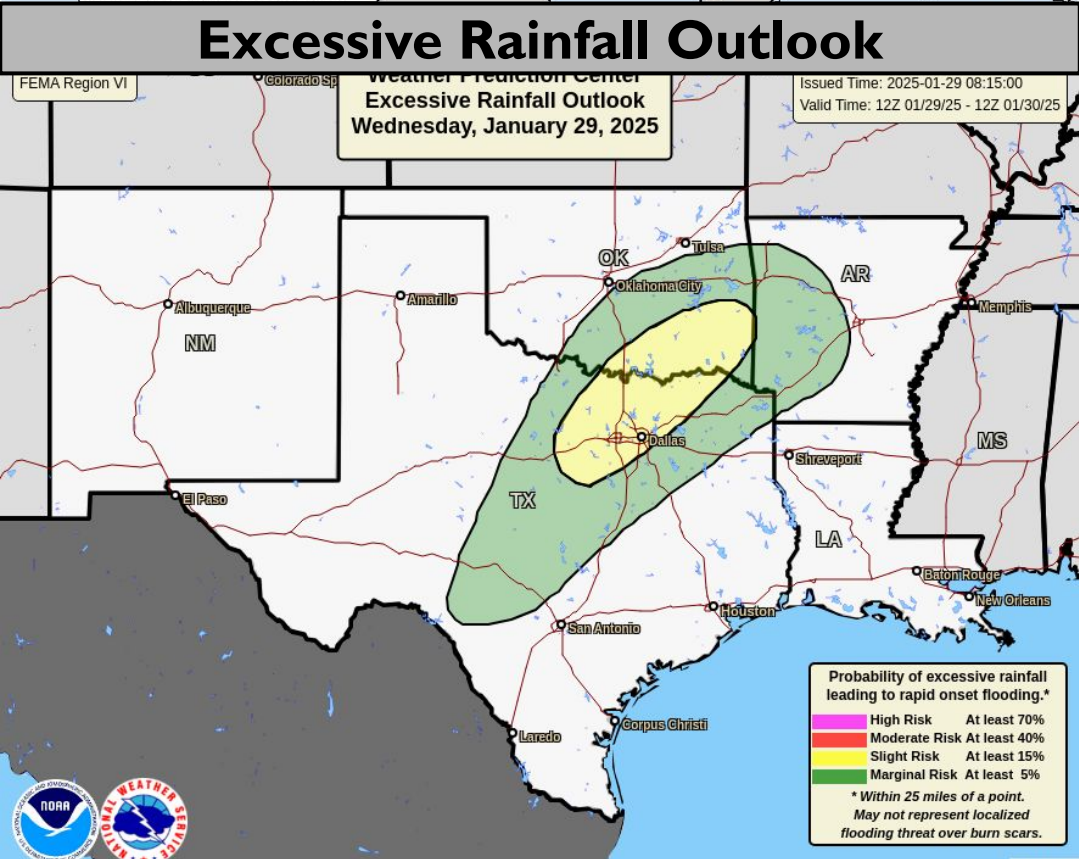 Excessive Rainfall Outlook
FEMA Region VI
Weather Prediction Center
Excessive Rainfall Outlook
Wednesday, January 29, 2025
Issued Time: 2025-01-29 08:15:00
Valid Time: 12Z 01/29/25 - 12Z 01/30/25
Colorado Sp
OK
Tulsa
Oklahoma City
AR
Albuquerque
Amarillo
Memphis
NM
Dallas
MS
Shreveport
El Paso
TX
LA
Baton Rouge
New Orleans
Houston
San Antonio
Corpus Christi
Laredo
Probability of excessive rainfall
leading to rapid onset flooding.*
High Risk At least 70%
Moderate Risk At least 40%
Slight Risk At least 15%
Marginal Risk At least 5%
* Within 25 miles of a point.
May not represent localized
flooding threat over burn scars.
NOAA
NATIONAL WEATHER SERVICE